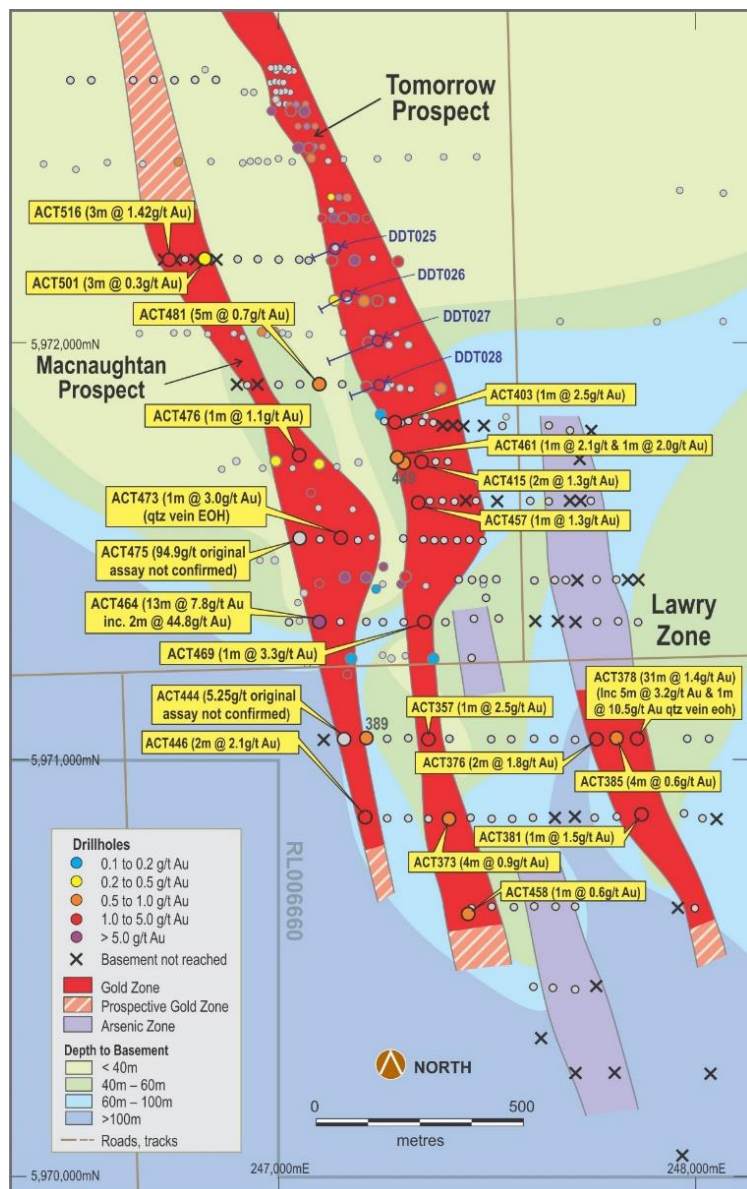 Tomorrow
Prospect
ACT516 (3m @ 1.42g/t Au)
DDT025
ACT501 (3m @ 0.3g/t Au)
DDT026
ACT481 (5m @ 0.7g/t Au)
DDT027
5,972,000mN
Macnaughtan
Prospect
DDT028
ACT403 (1m @ 2.5g/t Au)
ACT476 (1m @ 1.1g/t Au)
ACT461 (1m @ 2.1g/t & 1m @ 2.0g/t Au)
ACT415 (2m @ 1.3g/t Au)
ACT473 (1m @ 3.0g/t Au)
(qtz vein EOH)
ACT457 (1m @ 1.3g/t Au)
ACT475 (94.9g/t original
assay not confirmed)
ACT464 (13m @ 7.8g/t Au
inc. 2m @ 44.8g/t Au)
Lawry
Zone
ACT469 (1m @ 3.3g/t Au)
ACT378 (31m @ 1.4g/t Au)
(Inc 5m @ 3.2g/t Au & 1m
@ 10.5g/t Au qtz vein eoh)
ACT444 (5.25g/t original
assay not confirmed)
389
ACT357 (1m @ 2.5g/t Au)
ACT446 (2m @ 2.1g/t Au)
ACT376 (2m @ 1.8g/t Au)
5,971,000mN
ACT385 (4m @ 0.6g/t Au)
ACT381 (1m @ 1.5g/t Au)
ACT373 (4m @ 0.9g/t Au)
RL006660
ACT458 (1m @ 0.6g/t Au)
Drillholes
0.1 to 0.2 g/t Au
0.2 to 0.5 g/t Au
0.5 to 1.0 g/t Au
1.0 to 5.0 g/t Au
> 5.0 g/t Au
Basement not reached
Gold Zone
Prospective Gold Zone
Arsenic Zone
Depth to Basement
< 40m
40m – 60m
60m – 100m
>100m
Roads, tracks
NORTH
0
500
metres
5,970,000mN
247,000mE
248,000mE